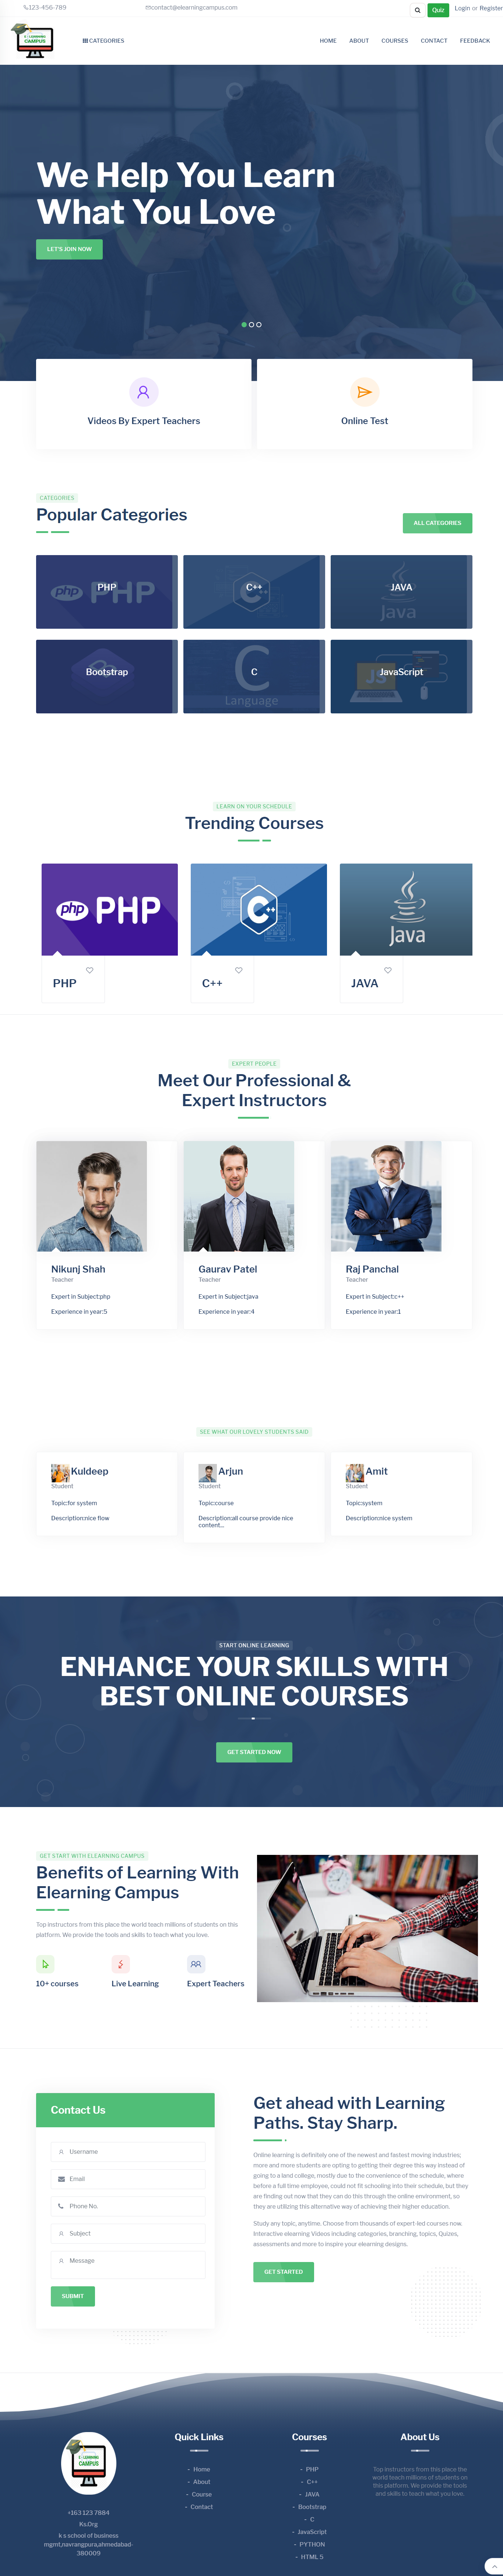 123-456-789
contact@elearningcampus.com
Quiz
Login or Register
E-LEARNING
CAMPUS
CATEGORIES
HOME
ABOUT
COURSES
CONTACT
FEEDBACK
We Help You Learn
What You Love
LET'S JOIN NOW
Videos By Expert Teachers
Online Test
CATEGORIES
Popular Categories
ALL CATEGORIES
php PHP
PHP
C++
JAVA
Java
Bootstrap
C
C
Language
JS
JavaScript
LEARN ON YOUR SCHEDULE
Trending Courses
php PHP
C++
Java
PHP
C++
JAVA
EXPERT PEOPLE
Meet Our Professional &
Expert Instructors
Nikunj Shah
Teacher
Expert in Subject:php
Experience in year:5
Gaurav Patel
Teacher
Expert in Subject:java
Experience in year:4
Raj Panchal
Teacher
Expert in Subject:c++
Experience in year:1
SEE WHAT OUR LOVELY STUDENTS SAID
Kuldeep
Student
Topic:for system
Description:nice flow
Arjun
Student
Topic:course
Description:all course provide nice
content...
Amit
Student
Topic:system
Description:nice system
START ONLINE LEARNING
ENHANCE YOUR SKILLS WITH
BEST ONLINE COURSES
GET STARTED NOW
GET START WITH ELEARNING CAMPUS
Benefits of Learning With
Elearning Campus
Top instructors from this place the world teach millions of students on this
platform. We provide the tools and skills to teach what you love.
10+ courses
Live Learning
Expert Teachers
Contact Us
Username
Email
Phone No.
Subject
Message
SUBMIT
Get ahead with Learning
Paths. Stay Sharp.
Online learning is definitely one of the newest and fastest moving industries;
more and more students are opting to getting their degree this way instead of
going to a land college, mostly due to the convenience of the schedule, where
before a full time employee, could not fit schooling into their schedule, but they
are finding out now that they can do this through the online environment, so
they are utilizing this alternative way of achieving their higher education.
Study any topic, anytime. Choose from thousands of expert-led courses now.
Interactive elearning Videos including categories, branching, topics, Quizes,
assessments and more to inspire your elearning designs.
GET STARTED
E-LEARNING
CAMPUS
+163 123 7884
Ks.Org
k s school of business
mgmt,navrangpura,ahmedabad-
380009
Quick Links
- Home
- About
- Course
- Contact
Courses
- PHP
- C++
- JAVA
- Bootstrap
- C
- JavaScript
- PYTHON
- HTML 5
About Us
Top instructors from this place the
world teach millions of students on
this platform. We provide the tools
and skills to teach what you love.